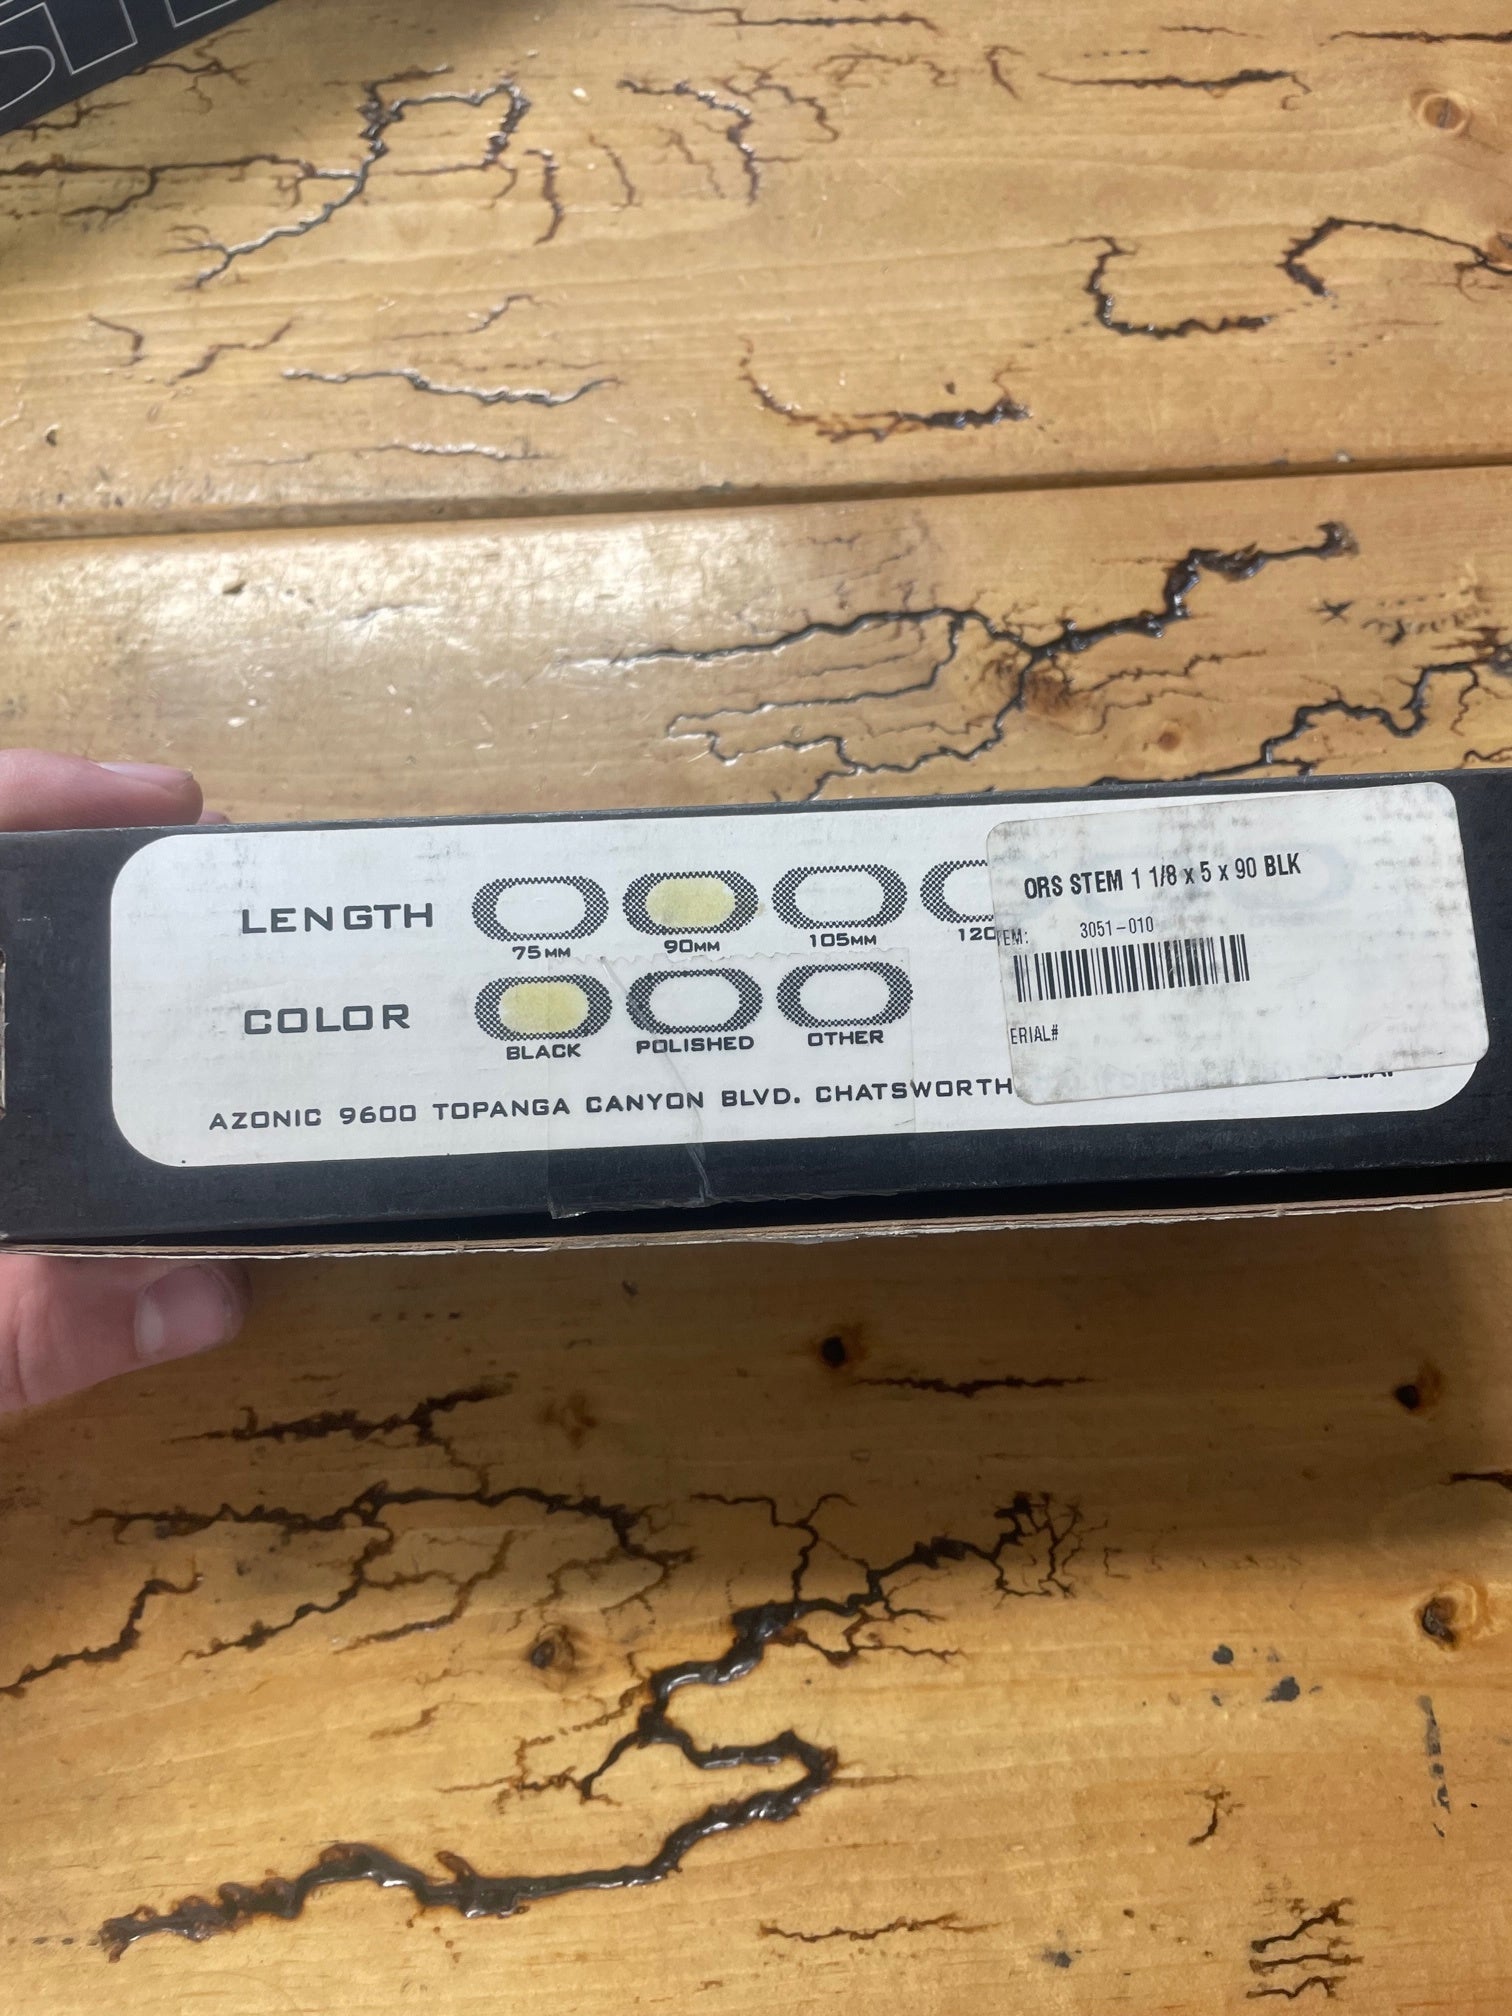 LENGTH
75MM 90MM 105MM 120
COLOR
BLACK POLISHED OTHER
AZONIC 9600 TOPANGA CANYON BLVD. CHATSWORTH
ORS STEM 1 1/8 x 5 x 90 BLK
EM: 3051-010
ERIAL#